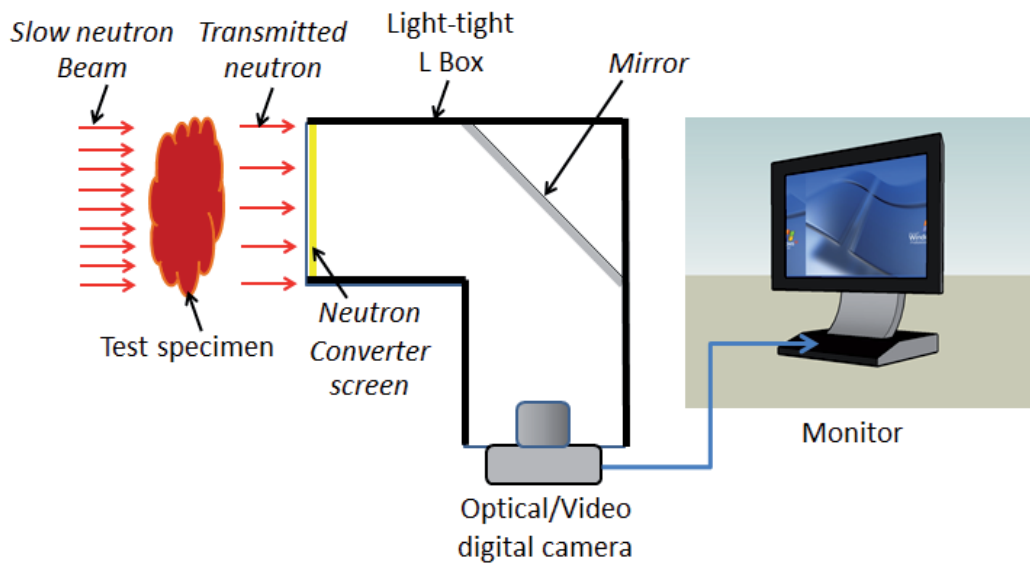 Slow neutron
Beam
Transmitted
neutron
Light-tight
L Box
Mirror
Test specimen
Neutron
Converter
screen
Optical/Video
digital camera
Monitor